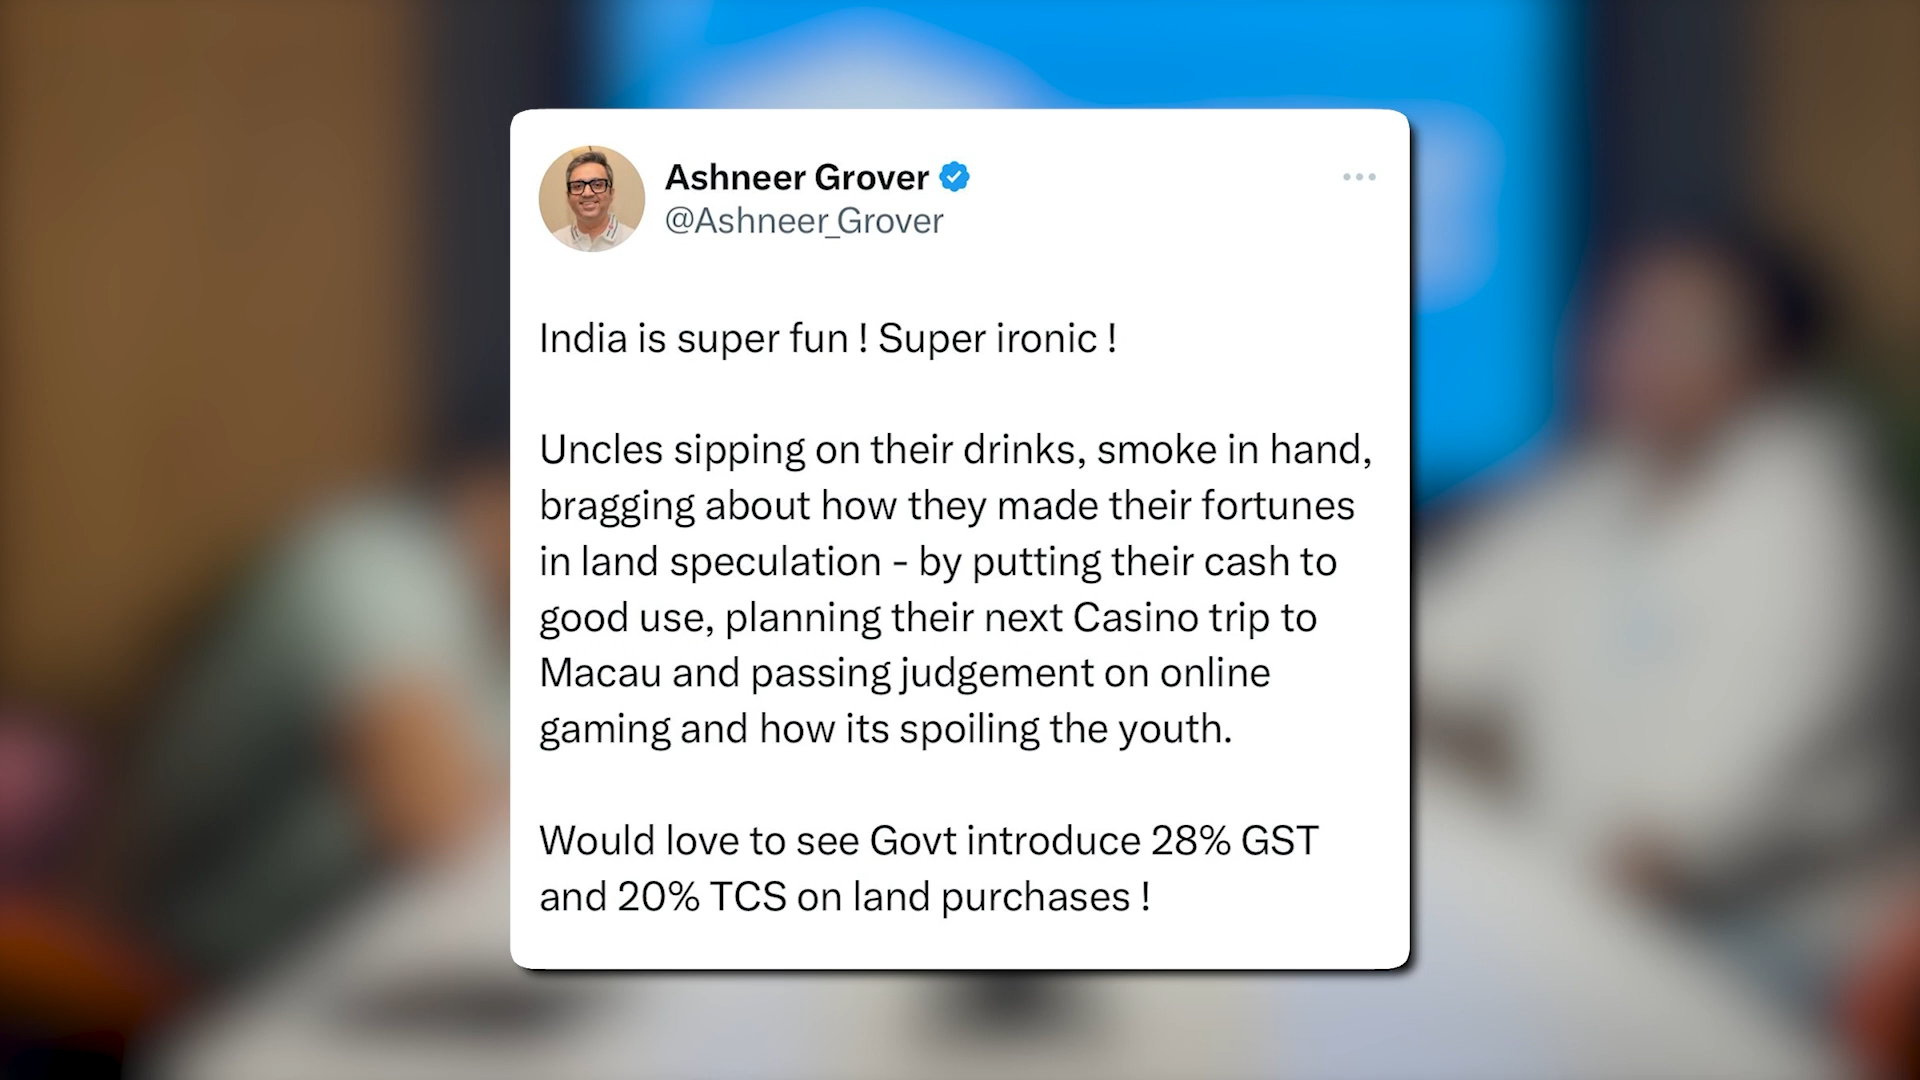 Ashneer Grover
@Ashneer_Grover
India is super fun ! Super ironic !
Uncles sipping on their drinks, smoke in hand,
bragging about how they made their fortunes
in land speculation - by putting their cash to
good use, planning their next Casino trip to
Macau and passing judgement on online
gaming and how its spoiling the youth.
Would love to see Govt introduce 28% GST
and 20% TCS on land purchases !